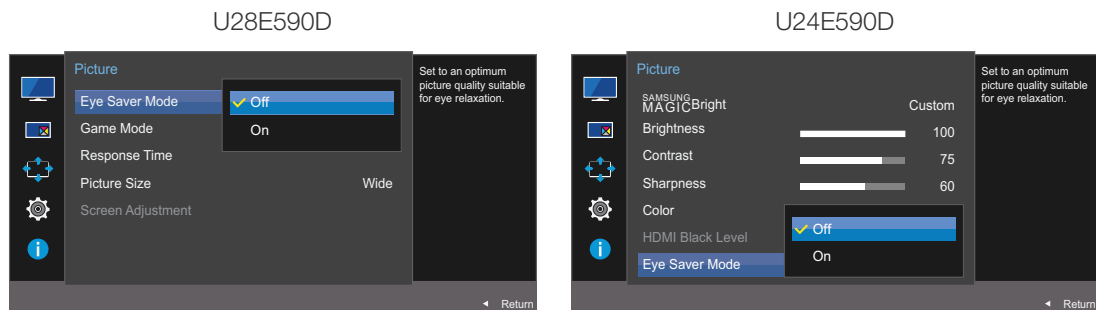 U28E590D
Picture
Eye Saver Mode
Off
On
Game Mode
Response Time
Picture Size Wide
Screen Adjustment
Set to an optimum
picture quality suitable
for eye relaxation.
Return
U24E590D
Picture
SAMSUNG
MAGICBright Custom
Brightness 100
Contrast 75
Sharpness 60
Color
HDMI Black Level
Eye Saver Mode
Off
On
Set to an optimum
picture quality suitable
for eye relaxation.
Return